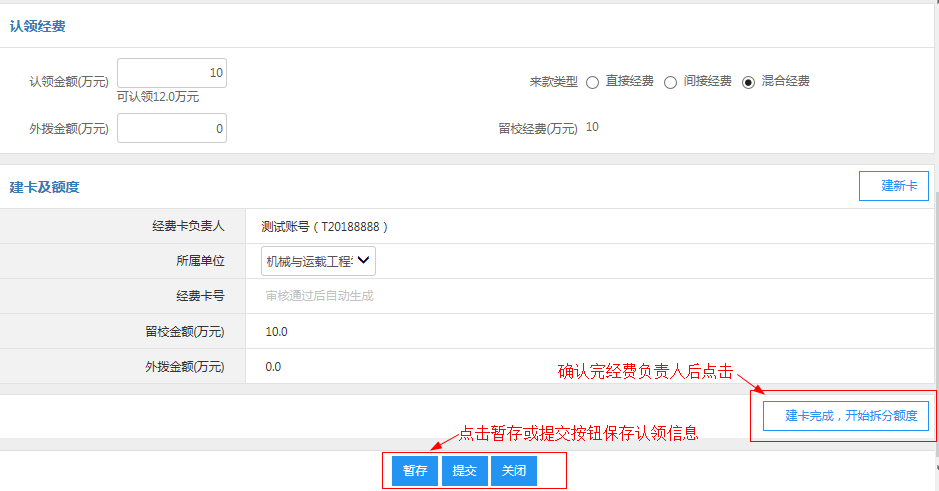 认领经费
认领金额(万元) 10 来款类型 直接经费 间接经费 混合经费
可认领12.0万元
外拨金额(万元) 0 留校经费(万元) 10
建卡及额度 建新卡
经费卡负责人 测试账号（T20188888）
所属单位 机械与运载工程
经费卡号 审核通过后自动生成
留校金额(万元) 10.0
外拨金额(万元) 0.0
确认完经费负责人后点击
建卡完成，开始拆分额度
点击暂存或提交按钮保存认领信息
暂存 提交 关闭